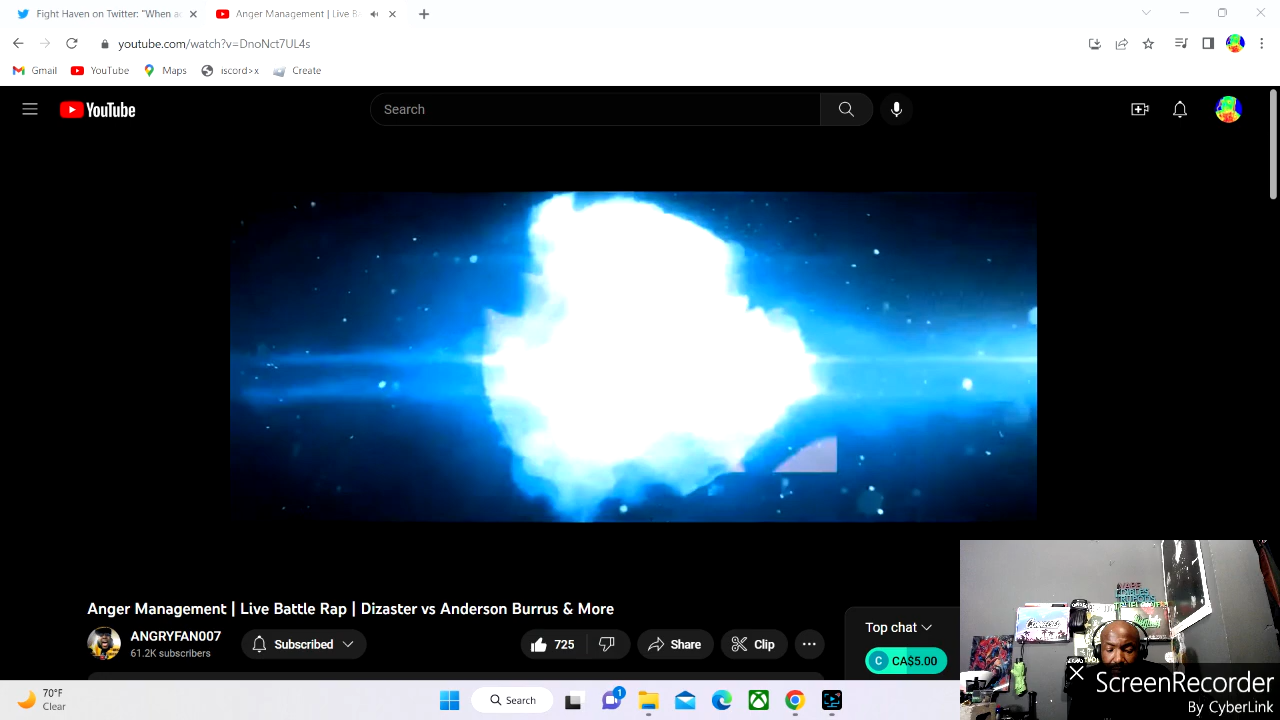 Fight Haven on Twitter: "When a
Anger Management | Live B
youtube.com/watch?v=DnoNct7UL4s
Gmail
YouTube
Maps
iscord>x
Create
YouTube
Search
Anger Management | Live Battle Rap | Dizaster vs Anderson Burrus & More
ANGRYFAN007
61.2K subscribers
Subscribed
725
Share
Clip
Top chat
C CA$5.00
ScreenRecorder
By CyberLink
70°F
Clear
Search
1